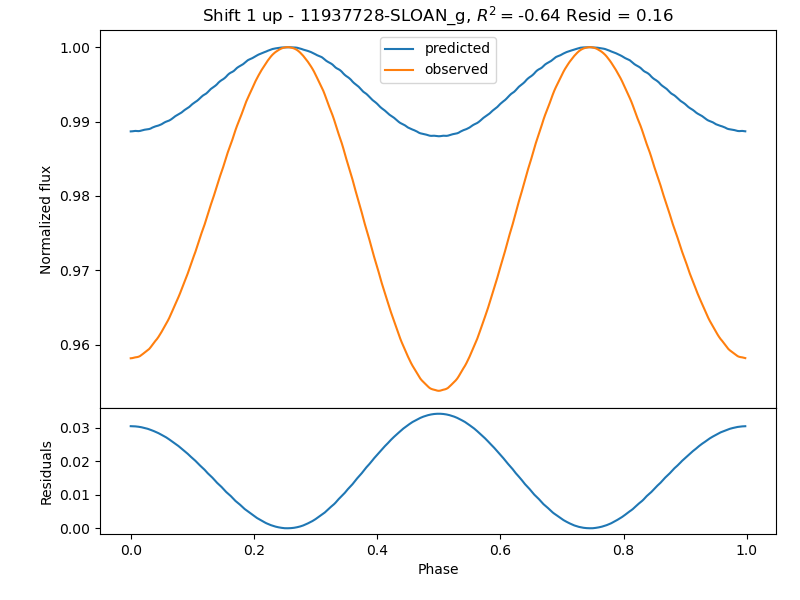 Shift 1 up - 11937728-SLOAN_g, R² = -0.64 Resid = 0.16
predicted
observed
Normalized flux
1.00
0.99
0.98
0.97
0.96
Residuals
0.03
0.02
0.01
0.00
0.0 0.2 0.4 0.6 0.8 1.0
Phase